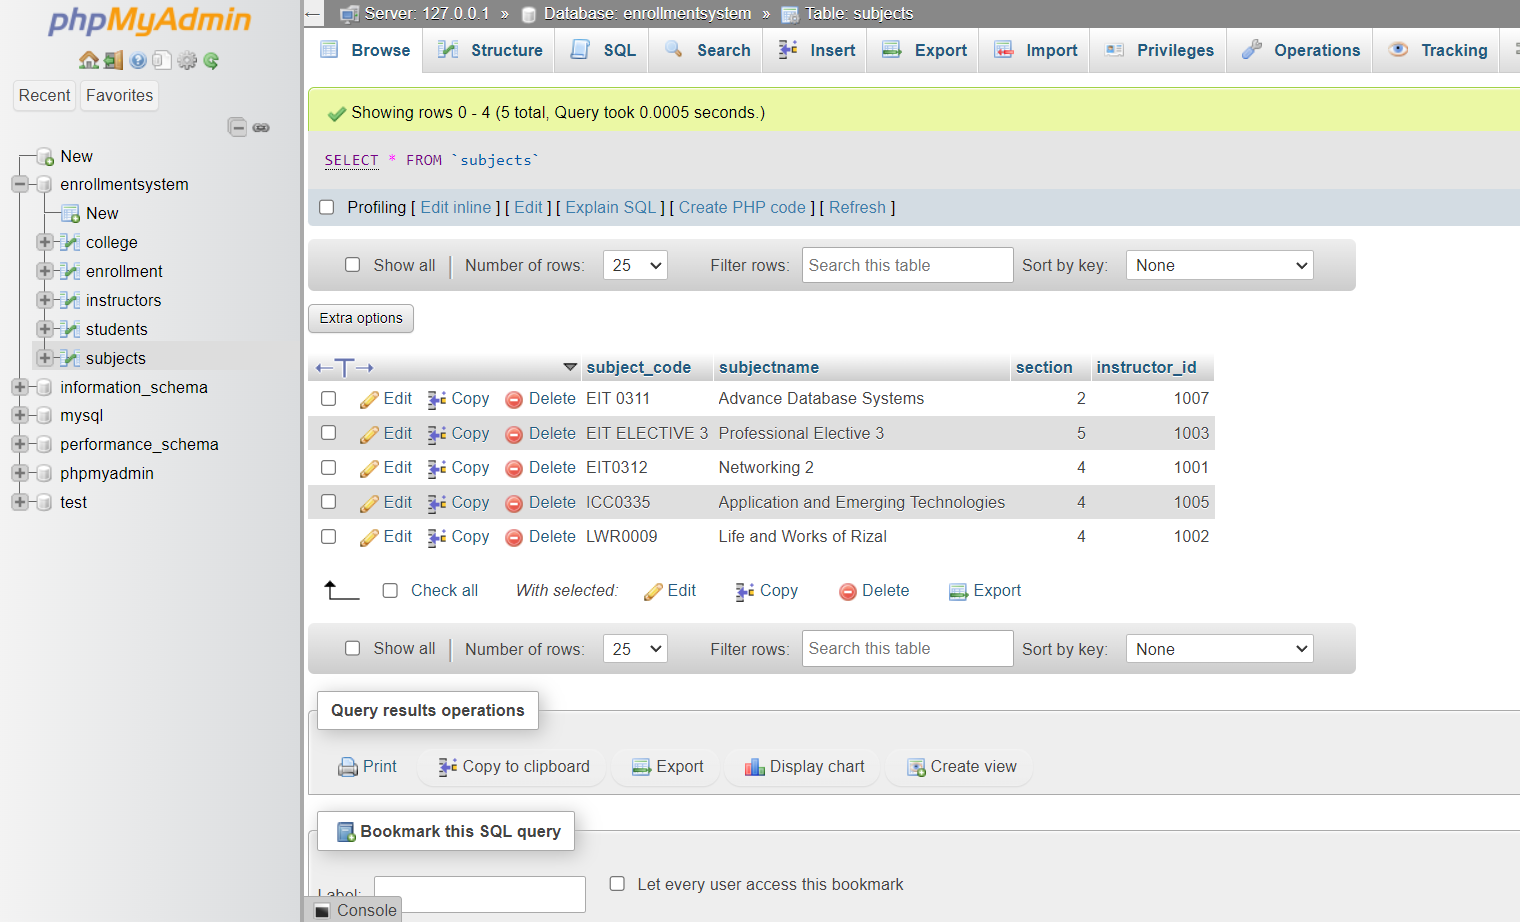 phpMyAdmin
Recent Favorites
New
enrollmentsystem
New
college
enrollment
instructors
students
subjects
information_schema
mysql
performance_schema
phpmyadmin
test
← Server: 127.0.0.1 » Database: enrollmentsystem » Table: subjects
Browse Structure SQL Search Insert Export Import Privileges Operations Tracking
Showing rows 0 - 4 (5 total, Query took 0.0005 seconds.)
SELECT * FROM `subjects`
Profiling [ Edit inline ] [ Edit ] [ Explain SQL ] [ Create PHP code ] [ Refresh ]
Show all | Number of rows: 25 Filter rows: Search this table Sort by key: None
Extra options
←T→ subject_code subjectname section instructor_id
Edit Copy Delete EIT 0311 Advance Database Systems 2 1007
Edit Copy Delete EIT ELECTIVE 3 Professional Elective 3 5 1003
Edit Copy Delete EIT0312 Networking 2 4 1001
Edit Copy Delete ICC0335 Application and Emerging Technologies 4 1005
Edit Copy Delete LWR0009 Life and Works of Rizal 4 1002
Check all With selected: Edit Copy Delete Export
Show all | Number of rows: 25 Filter rows: Search this table Sort by key: None
Query results operations
Print Copy to clipboard Export Display chart Create view
Bookmark this SQL query
Label: Let every user access this bookmark
Console